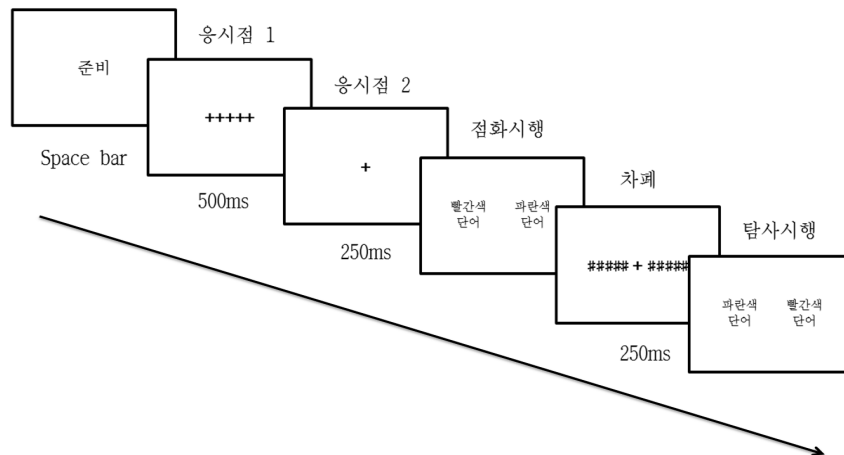 준비
Space bar
응시점 1
+++++
500ms
응시점 2
+
250ms
점화시행
빨간색
단어
파란색
단어
차폐
##### + #####
250ms
탐사시행
파란색
단어
빨간색
단어